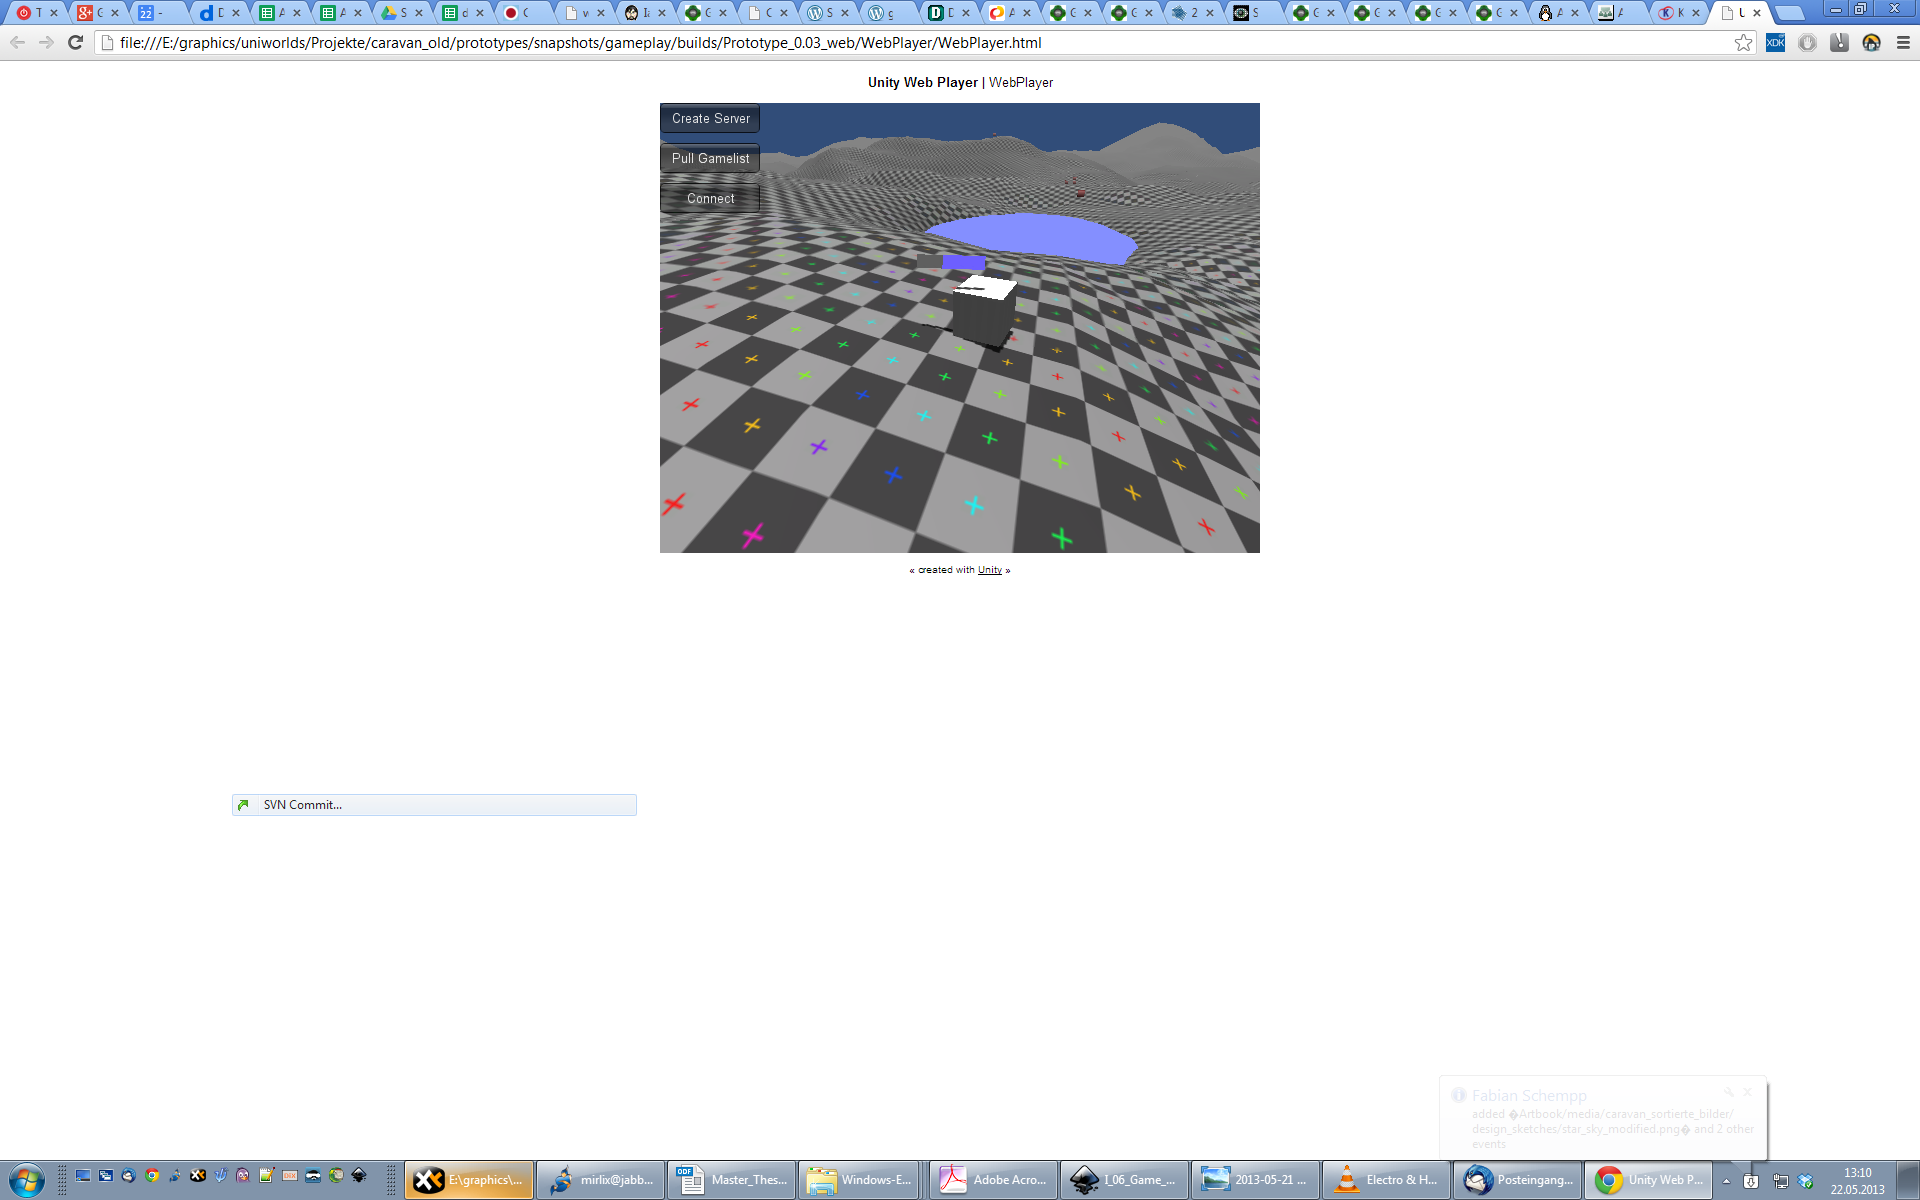 22
file:///E:/graphics/uniworlds/Projekte/caravan_old/prototypes/snapshots/gameplay/builds/Prototype_0.03_web/WebPlayer/WebPlayer.html
XDK
Unity Web Player | WebPlayer
Create Server
Pull Gamelist
Connect
« created with Unity »
SVN Commit...
Fabian Schempp
added �Artbook/media/caravan_sortierte_bilder/
design_sketches/star_sky_modified.png� and 2 other
events
E:\graphics\...
mirlix@jabb...
Master_Thes...
Windows-E...
Adobe Acro...
I_06_Game_...
2013-05-21 ...
Electro & H...
Posteingang...
Unity Web P...
13:10
22.05.2013